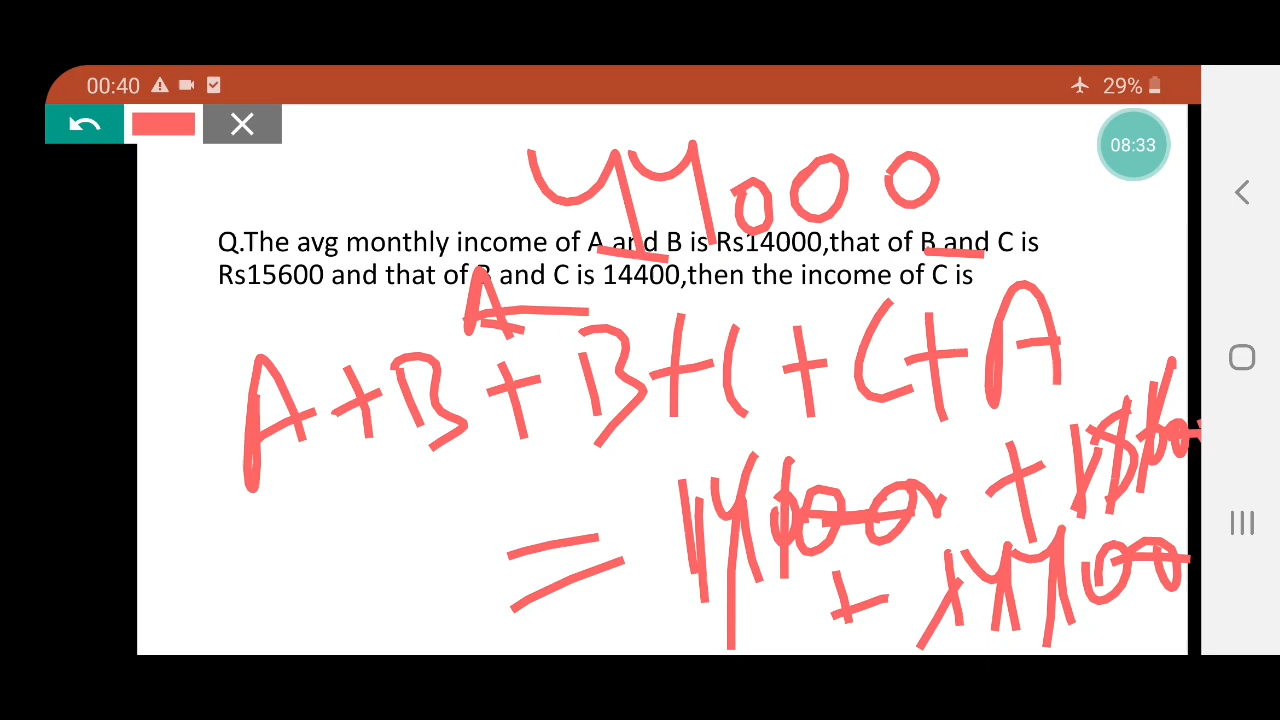 00:40 29%
08:33
44000
Q.The avg monthly income of A and B is Rs14000,that of B and C is
Rs15600 and that of B and C is 14400,then the income of C is
A
A+B+B+C+C+A
= 14000 + 15600
+ 14400